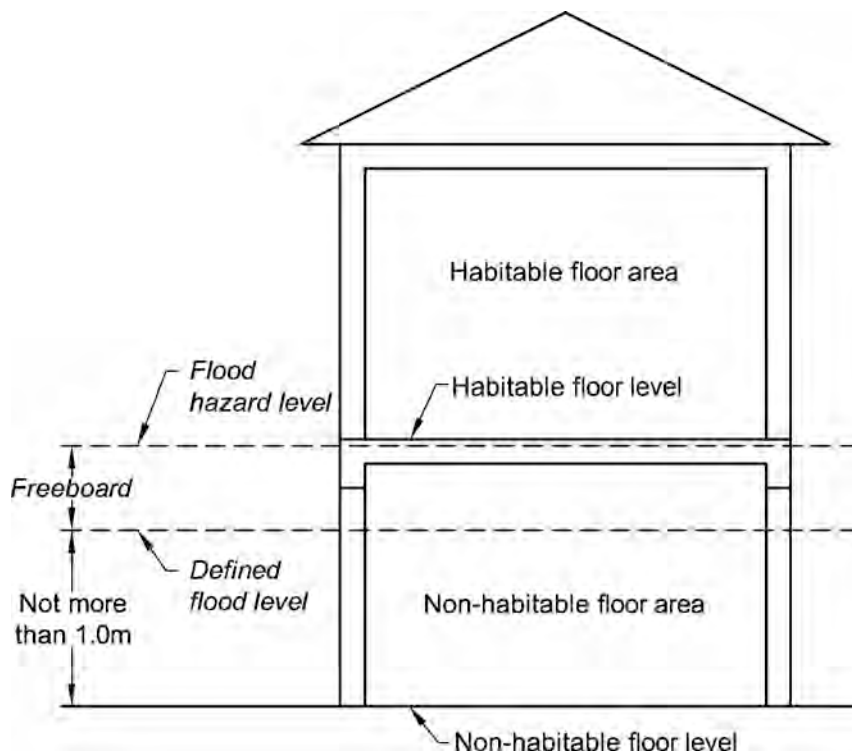 Habitable floor area
Flood
hazard level
Habitable floor level
Freeboard
Defined
flood level
Not more
than 1.0m
Non-habitable floor area
Non-habitable floor level